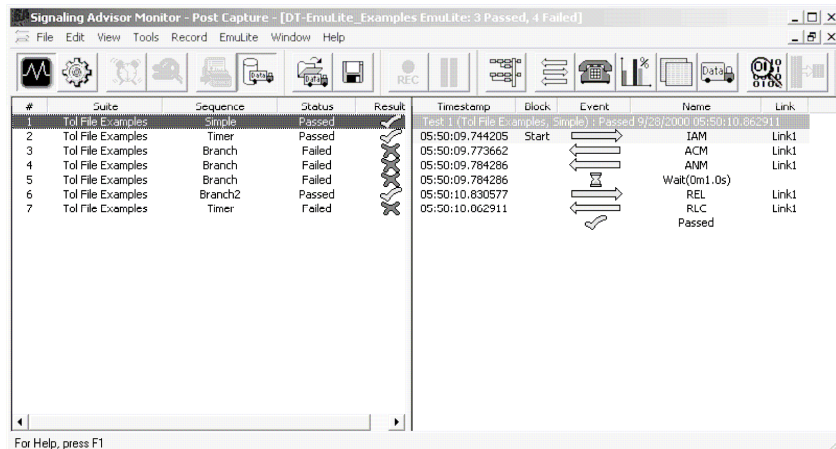 Signaling Advisor Monitor - Post Capture - [DT-EmuLite_Examples EmuLite: 3 Passed, 4 Failed]
File Edit View Tools Record EmuLite Window Help
Data REC % Data
# Suite Sequence Status Result
1 Tol File Examples Simple Passed
2 Tol File Examples Timer Passed
3 Tol File Examples Branch Failed
4 Tol File Examples Branch Failed
5 Tol File Examples Branch Failed
6 Tol File Examples Branch2 Passed
7 Tol File Examples Timer Failed
Timestamp Block Event Name Link
Test 1 (Tol File Examples, Simple) : Passed 9/28/2000 05:50:10.862911
05:50:09.744205 Start IAM Link1
05:50:09.773662 ACM Link1
05:50:09.784286 ANM Link1
05:50:09.784286 Wait(0m1.0s)
05:50:10.830577 REL Link1
05:50:10.862911 RLC Link1
Passed
For Help, press F1